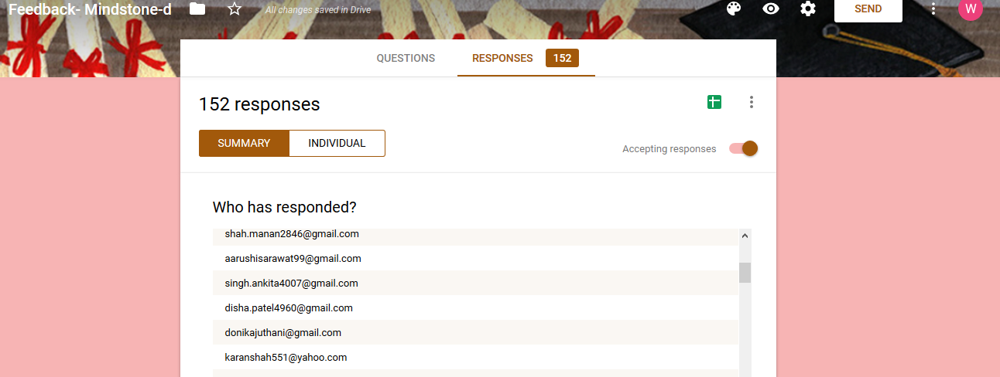 Feedback- Mindstone-d
All changes saved in Drive
SEND
W
QUESTIONS
RESPONSES 152
152 responses
SUMMARY
INDIVIDUAL
Accepting responses
Who has responded?
shah.manan2846@gmail.com
aarushisarawat99@gmail.com
singh.ankita4007@gmail.com
disha.patel4960@gmail.com
donikajuthani@gmail.com
karanshah551@yahoo.com